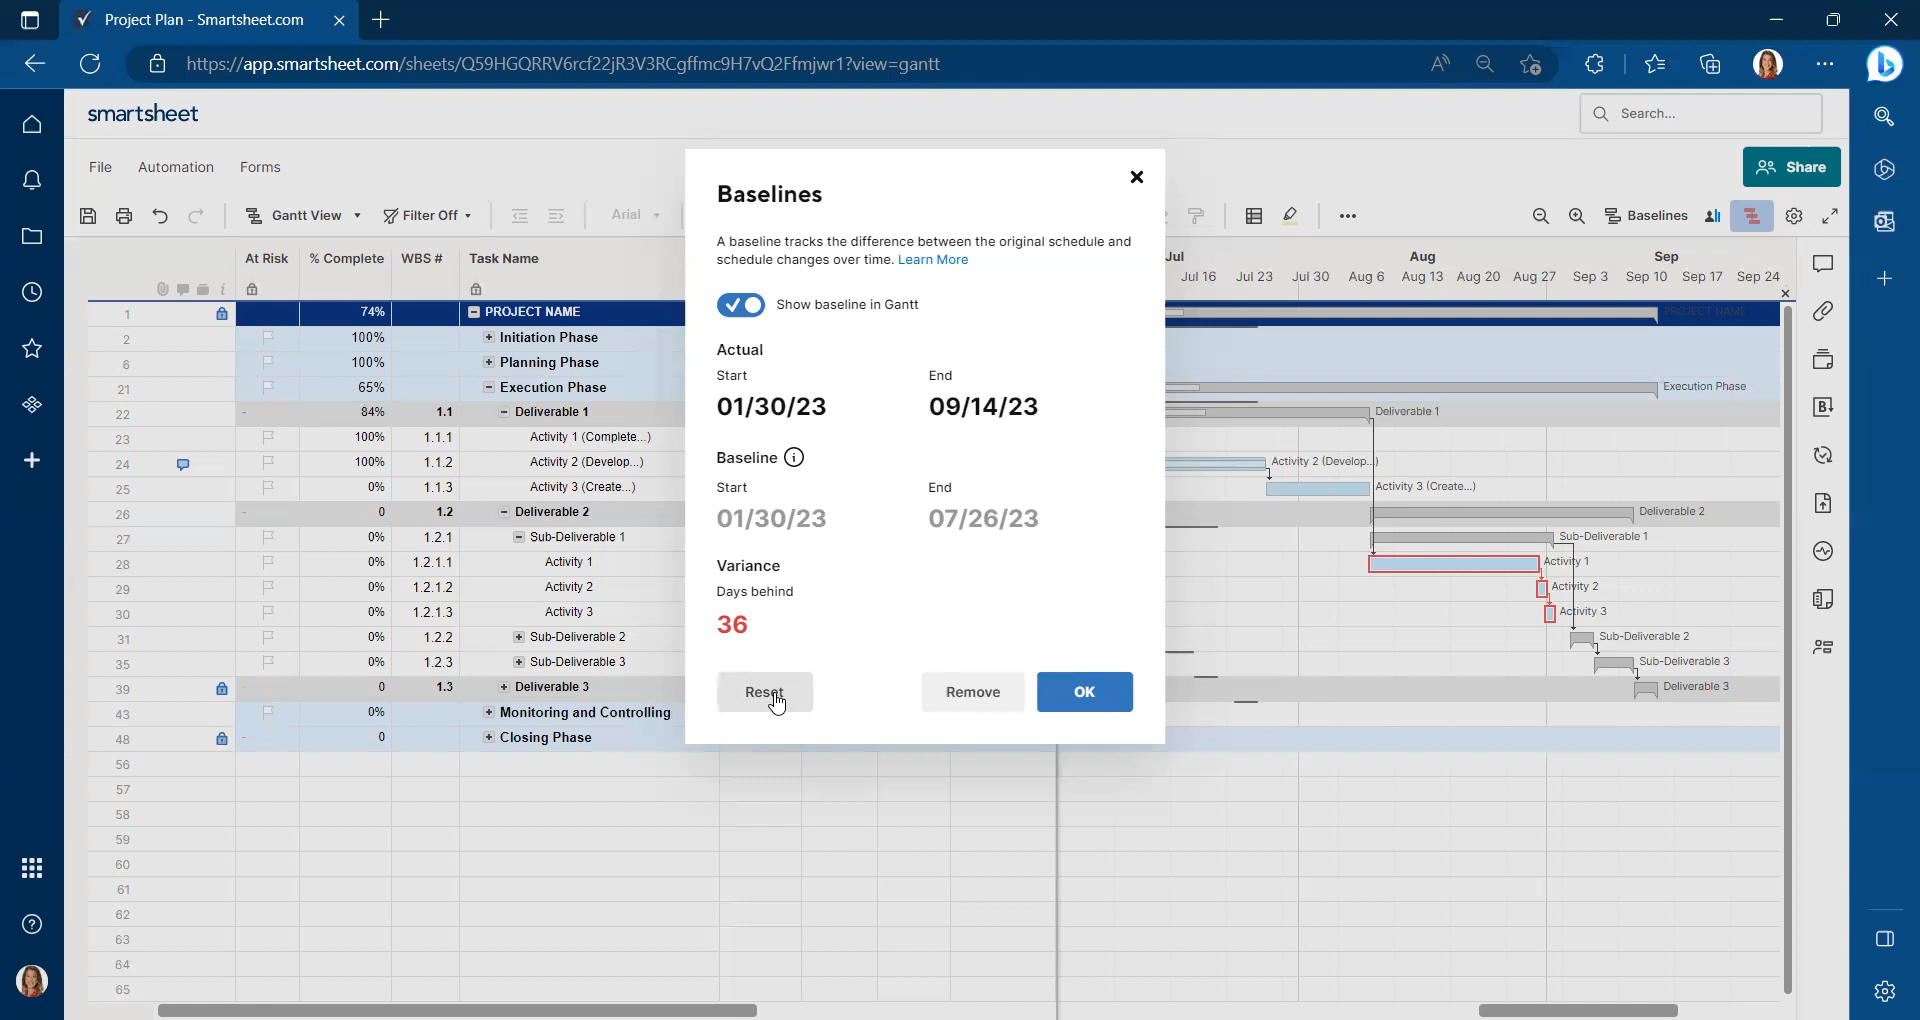 Project Plan - Smartsheet.com
https://app.smartsheet.com/sheets/Q59HGQRRV6rcf22jR3V3RCgffmc9H7vQ2Ffmjwr1?view=gantt
smartsheet
Search...
File Automation Forms
Share
Gantt View Filter Off Arial Baselines
At Risk % Complete WBS # Task Name
Jul Aug Sep
Jul 16 Jul 23 Jul 30 Aug 6 Aug 13 Aug 20 Aug 27 Sep 3 Sep 10 Sep 17 Sep 24
1 74% PROJECT NAME PROJECT NAME
2 100% Initiation Phase
6 100% Planning Phase
21 65% Execution Phase Execution Phase
22 84% 1.1 Deliverable 1 Deliverable 1
23 100% 1.1.1 Activity 1 (Complete...)
24 100% 1.1.2 Activity 2 (Develop...) Activity 2 (Develop...)
25 0% 1.1.3 Activity 3 (Create...) Activity 3 (Create...)
26 0 1.2 Deliverable 2 Deliverable 2
27 0% 1.2.1 Sub-Deliverable 1 Sub-Deliverable 1
28 0% 1.2.1.1 Activity 1 Activity 1
29 0% 1.2.1.2 Activity 2 Activity 2
30 0% 1.2.1.3 Activity 3 Activity 3
31 0% 1.2.2 Sub-Deliverable 2 Sub-Deliverable 2
35 0% 1.2.3 Sub-Deliverable 3 Sub-Deliverable 3
39 0 1.3 Deliverable 3 Deliverable 3
43 0% Monitoring and Controlling
48 0 Closing Phase
56
57
58
59
60
61
62
63
64
65
Baselines
A baseline tracks the difference between the original schedule and
schedule changes over time. Learn More
Show baseline in Gantt
Actual
Start End
01/30/23 09/14/23
Baseline
Start End
01/30/23 07/26/23
Variance
Days behind
36
Reset Remove OK